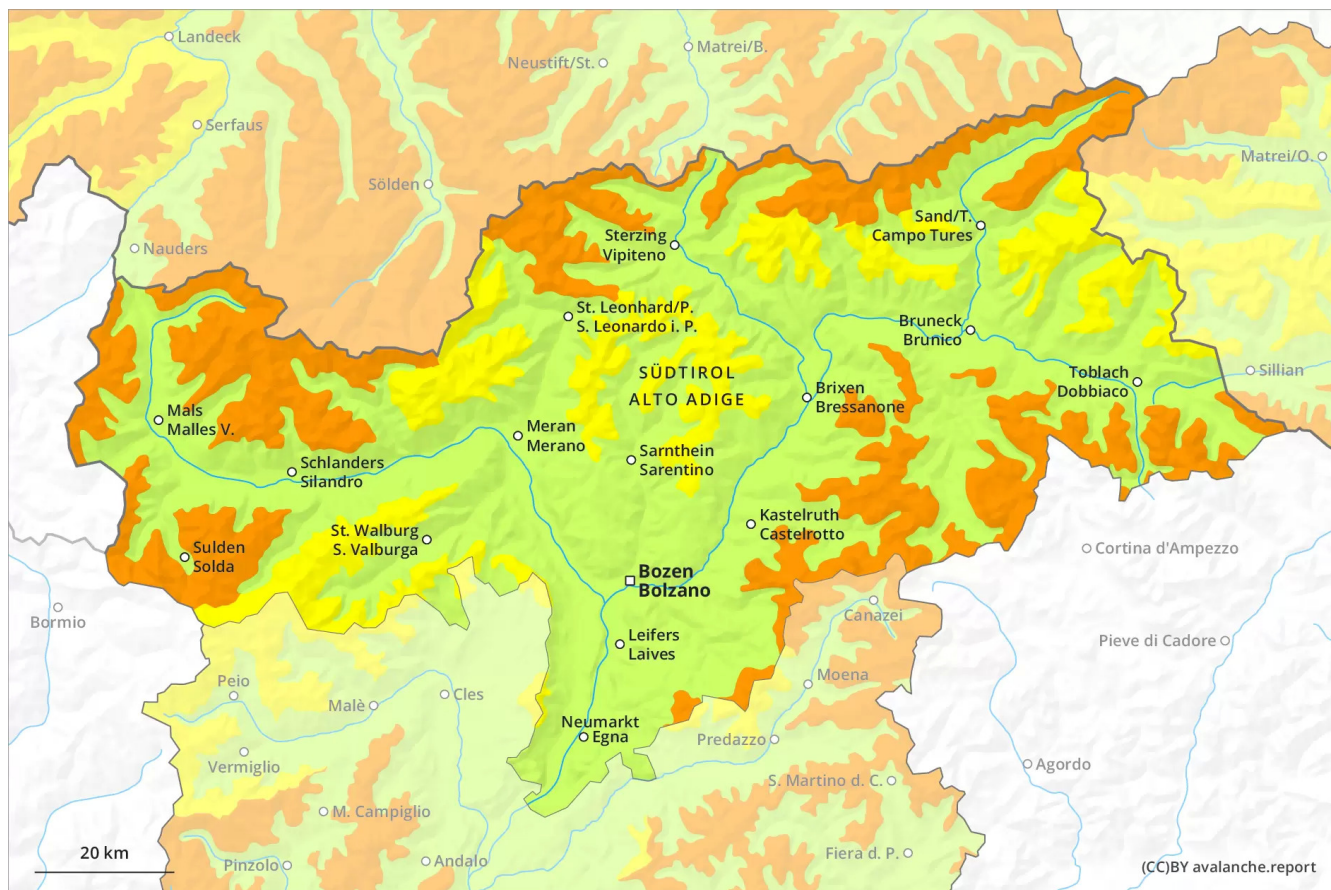 Landeck
Matrei/B.
Neustift/St.
Serfaus
Matrei/O.
Sölden
Sand/T.
Campo Tures
Sterzing
Vipiteno
Nauders
St. Leonhard/P.
S. Leonardo i. P.
Bruneck
Brunico
SÜDTIROL
ALTO ADIGE
Toblach
Dobbiaco
Sillian
Brixen
Bressanone
Mals
Malles V.
Meran
Merano
Sarnthein
Sarentino
Schlanders
Silandro
Kastelruth
Castelrotto
St. Walburg
S. Valburga
Sulden
Solda
Cortina d'Ampezzo
Bozen
Bolzano
Bormio
Canazei
Leifers
Laives
Pieve di Cadore
Peio
Moena
Malè
Cles
Neumarkt
Egna
Predazzo
Vermiglio
Agordo
S. Martino d. C.
M. Campiglio
20 km
Pinzolo
Andalo
Fiera d. P.
(CC)BY avalanche.report